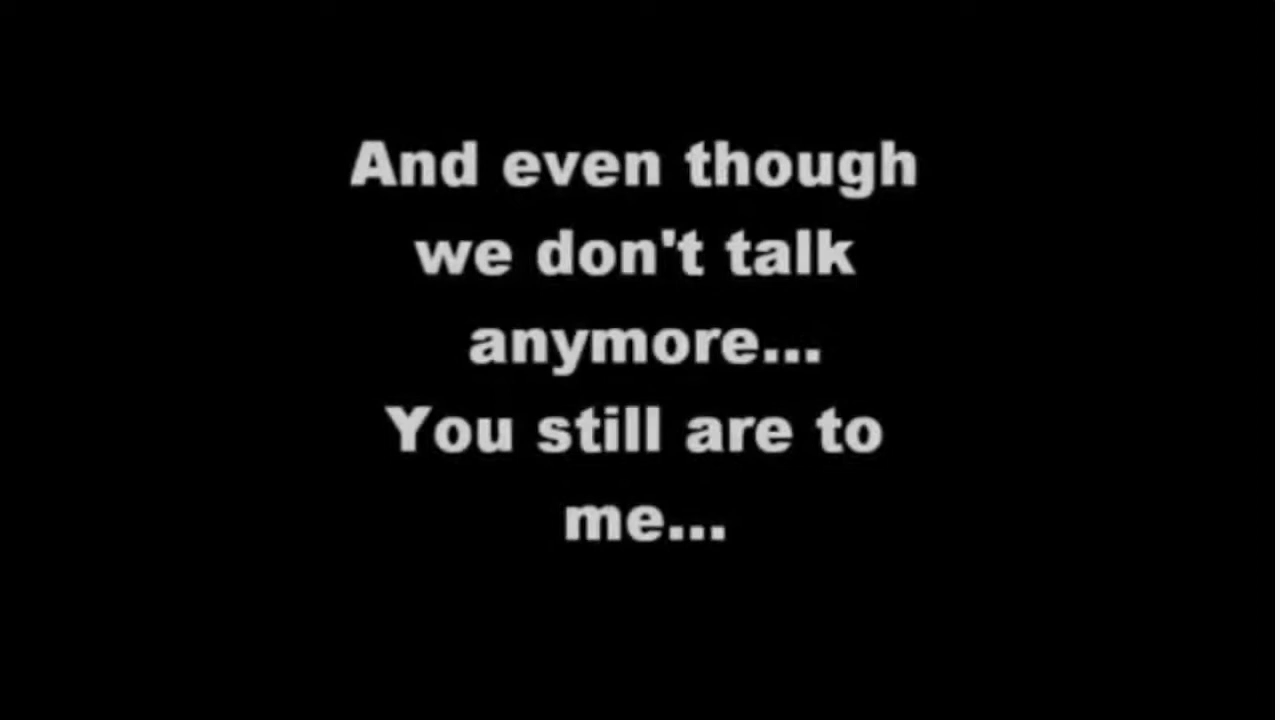 And even though
we don't talk
anymore...
You still are to
me...